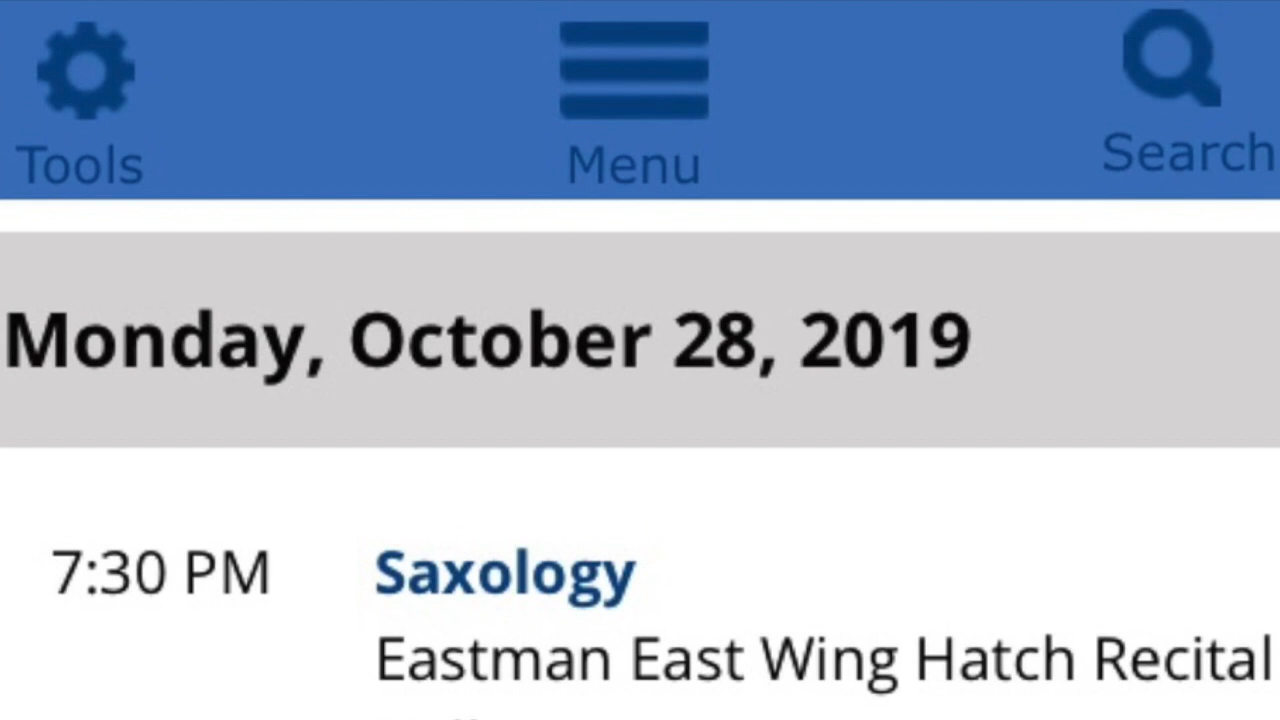 Tools Menu Search
Monday, October 28, 2019
7:30 PM Saxology
Eastman East Wing Hatch Recital